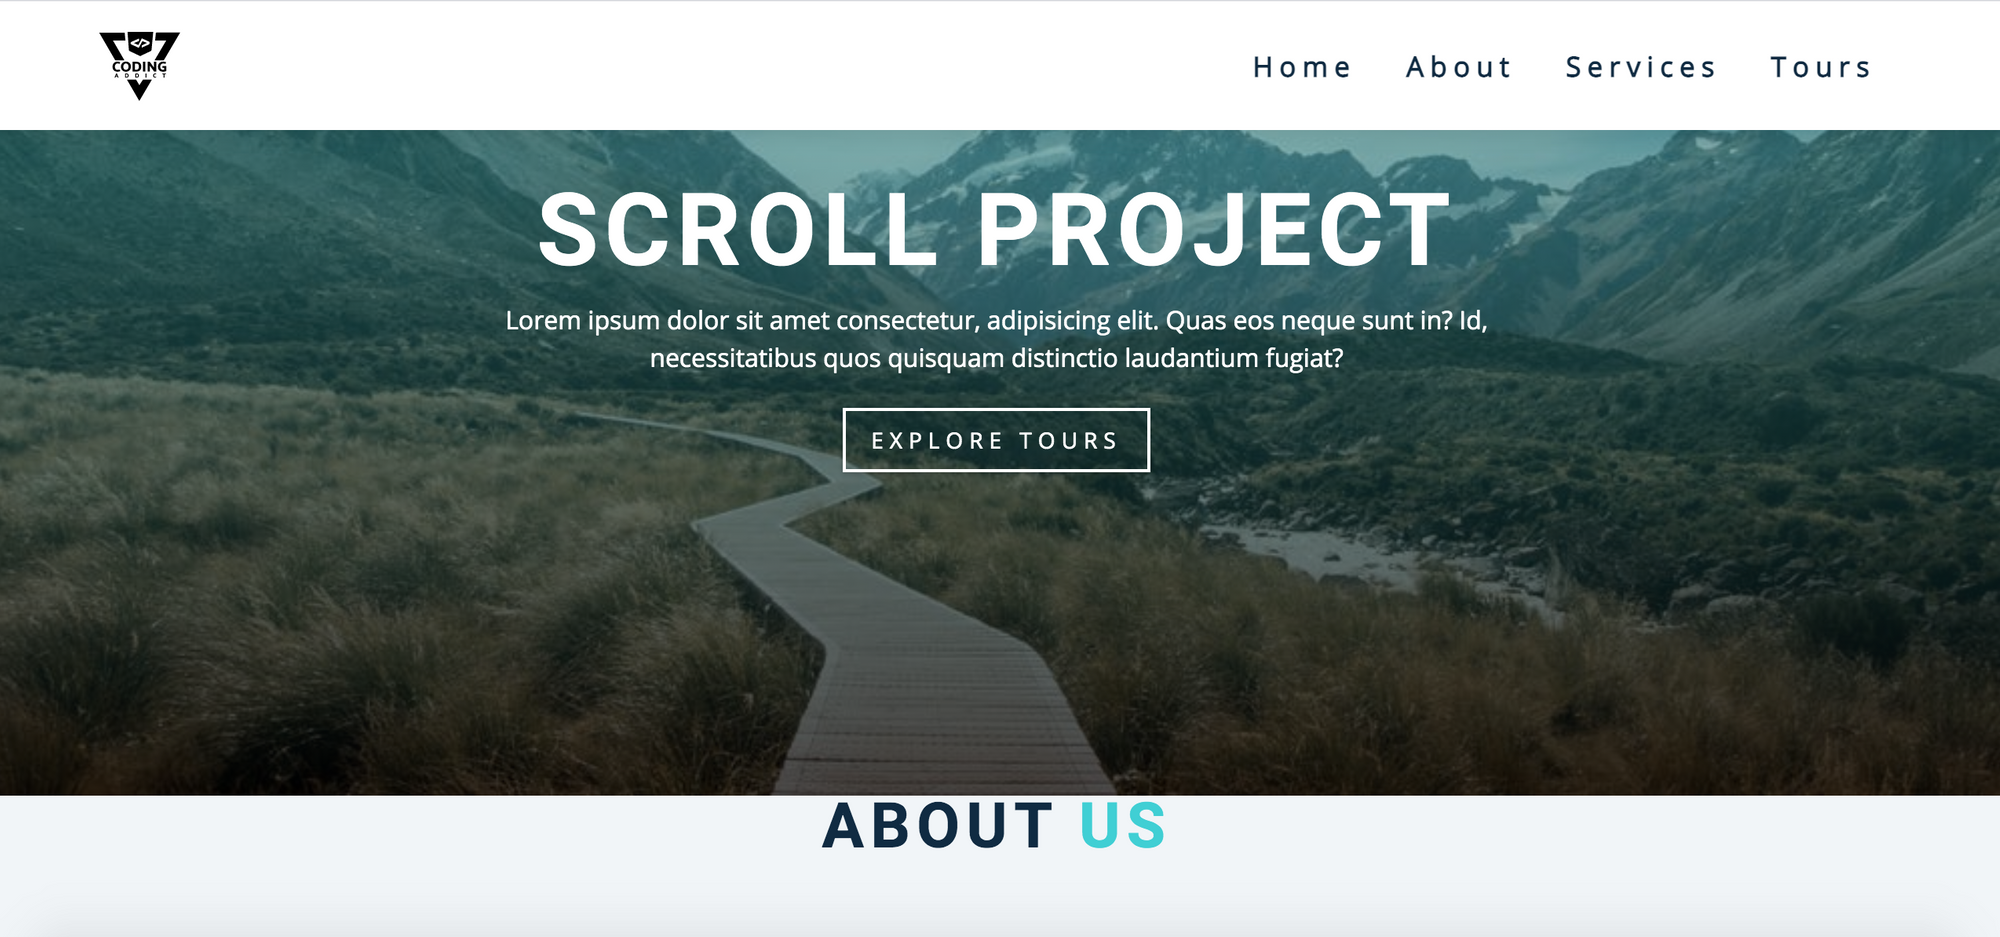 </>
CODING
ADDICT
Home About Services Tours
SCROLL PROJECT
Lorem ipsum dolor sit amet consectetur, adipisicing elit. Quas eos neque sunt in? Id,
necessitatibus quos quisquam distinctio laudantium fugiat?
EXPLORE TOURS
ABOUT US